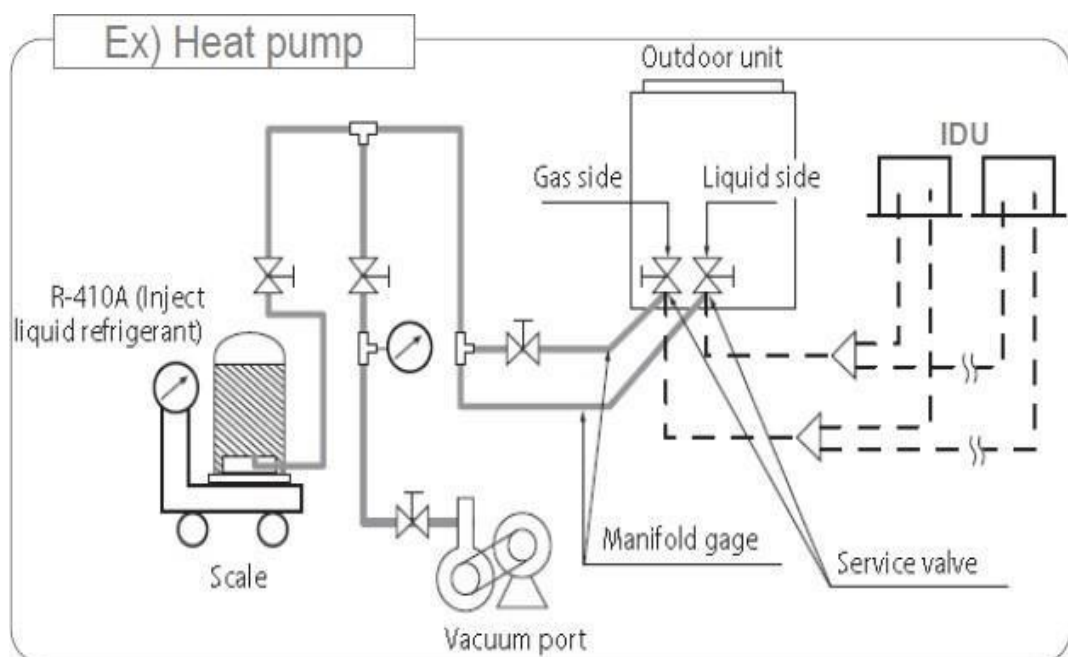 Ex) Heat pump
Outdoor unit
IDU
Gas side
Liquid side
R-410A (Inject
liquid refrigerant)
Manifold gage
Service valve
Scale
Vacuum port